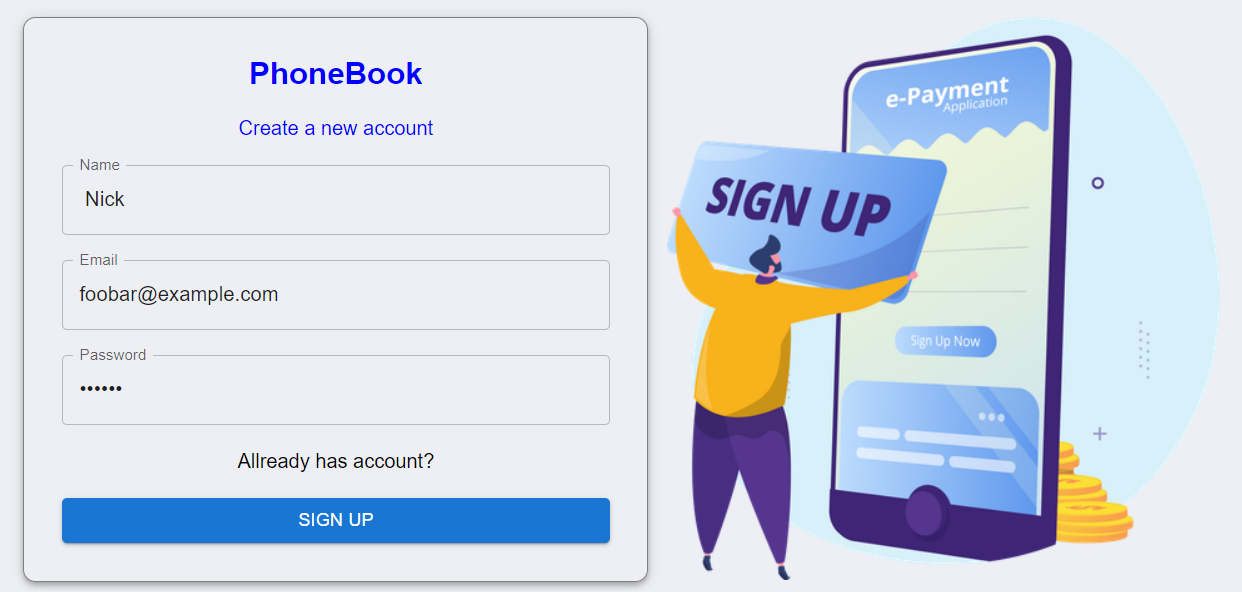 PhoneBook
Create a new account
Name
Nick
Email
foobar@example.com
Password
••••••
Allready has account?
SIGN UP
e-Payment
Application
SIGN UP
Sign Up Now